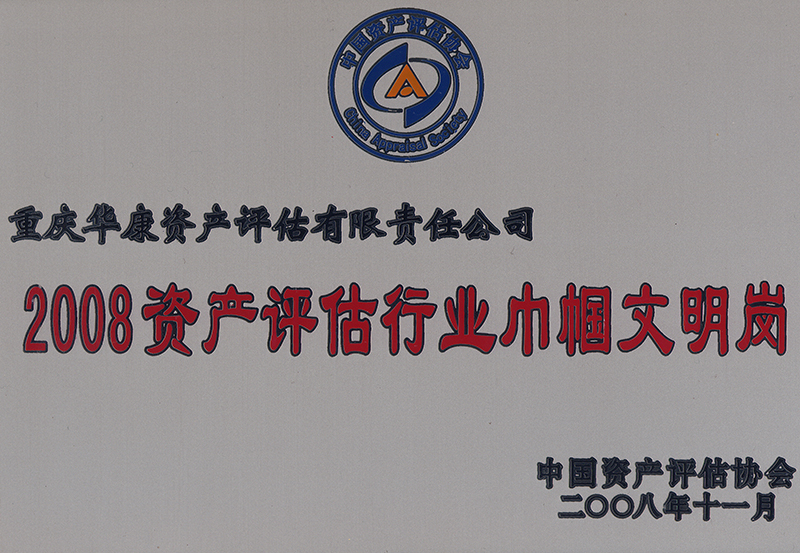 中国资产评估协会
China Appraisal Society
重庆华康资产评估有限责任公司
2008资产评估行业巾帼文明岗
中国资产评估协会
二〇〇八年十一月